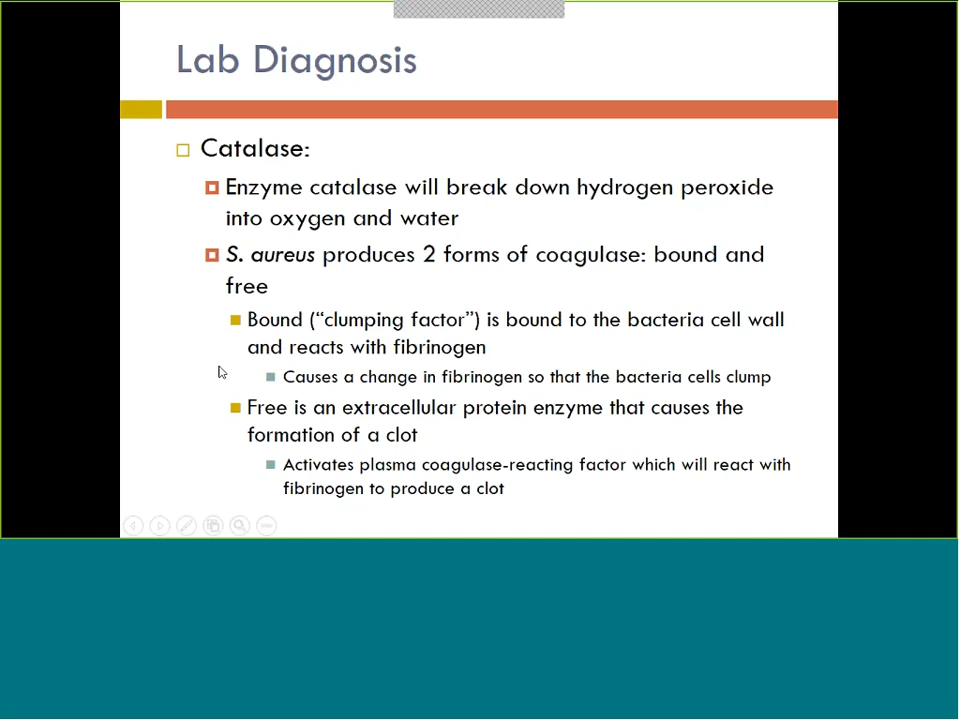 Lab Diagnosis
Catalase:
Enzyme catalase will break down hydrogen peroxide
into oxygen and water
S. aureus produces 2 forms of coagulase: bound and
free
Bound (“clumping factor”) is bound to the bacteria cell wall
and reacts with fibrinogen
Causes a change in fibrinogen so that the bacteria cells clump
Free is an extracellular protein enzyme that causes the
formation of a clot
Activates plasma coagulase-reacting factor which will react with
fibrinogen to produce a clot